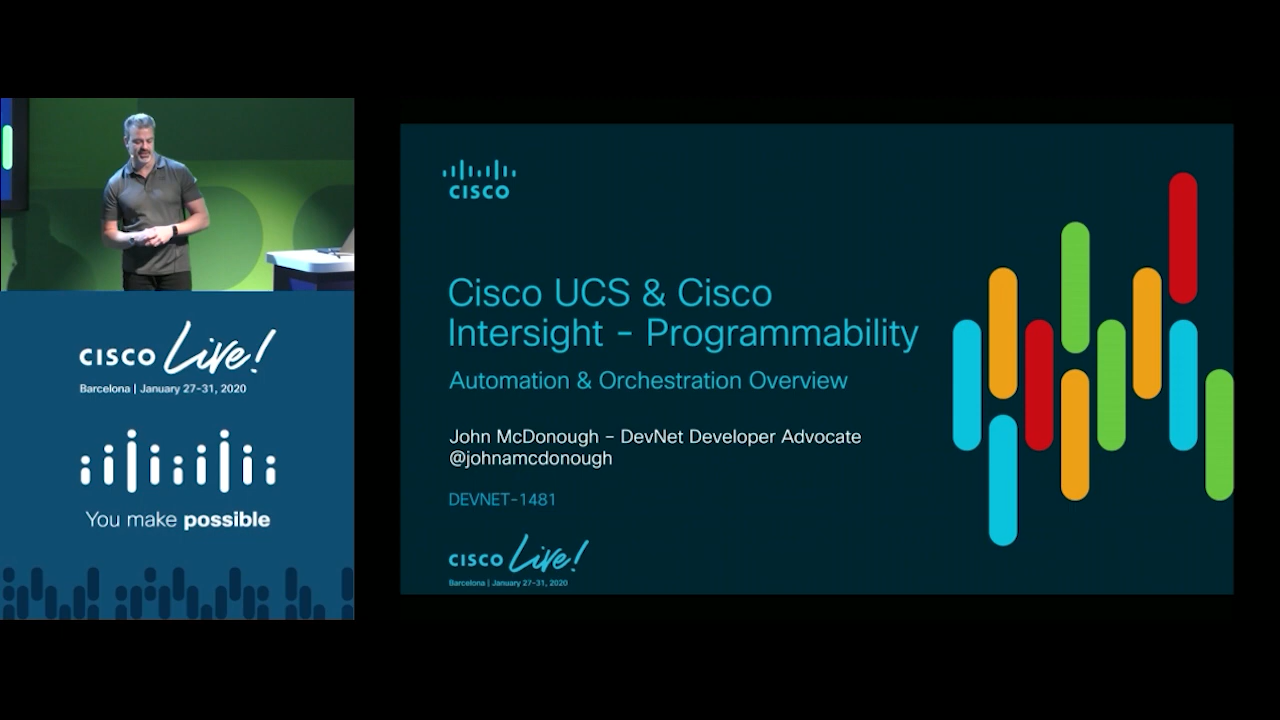 CISCO Live!
Barcelona | January 27-31, 2020
You make possible
CISCO
Cisco UCS & Cisco
Intersight - Programmability
Automation & Orchestration Overview
John McDonough - DevNet Developer Advocate
@johnamcdonough
DEVNET-1481
CISCO Live!
Barcelona | January 27-31, 2020